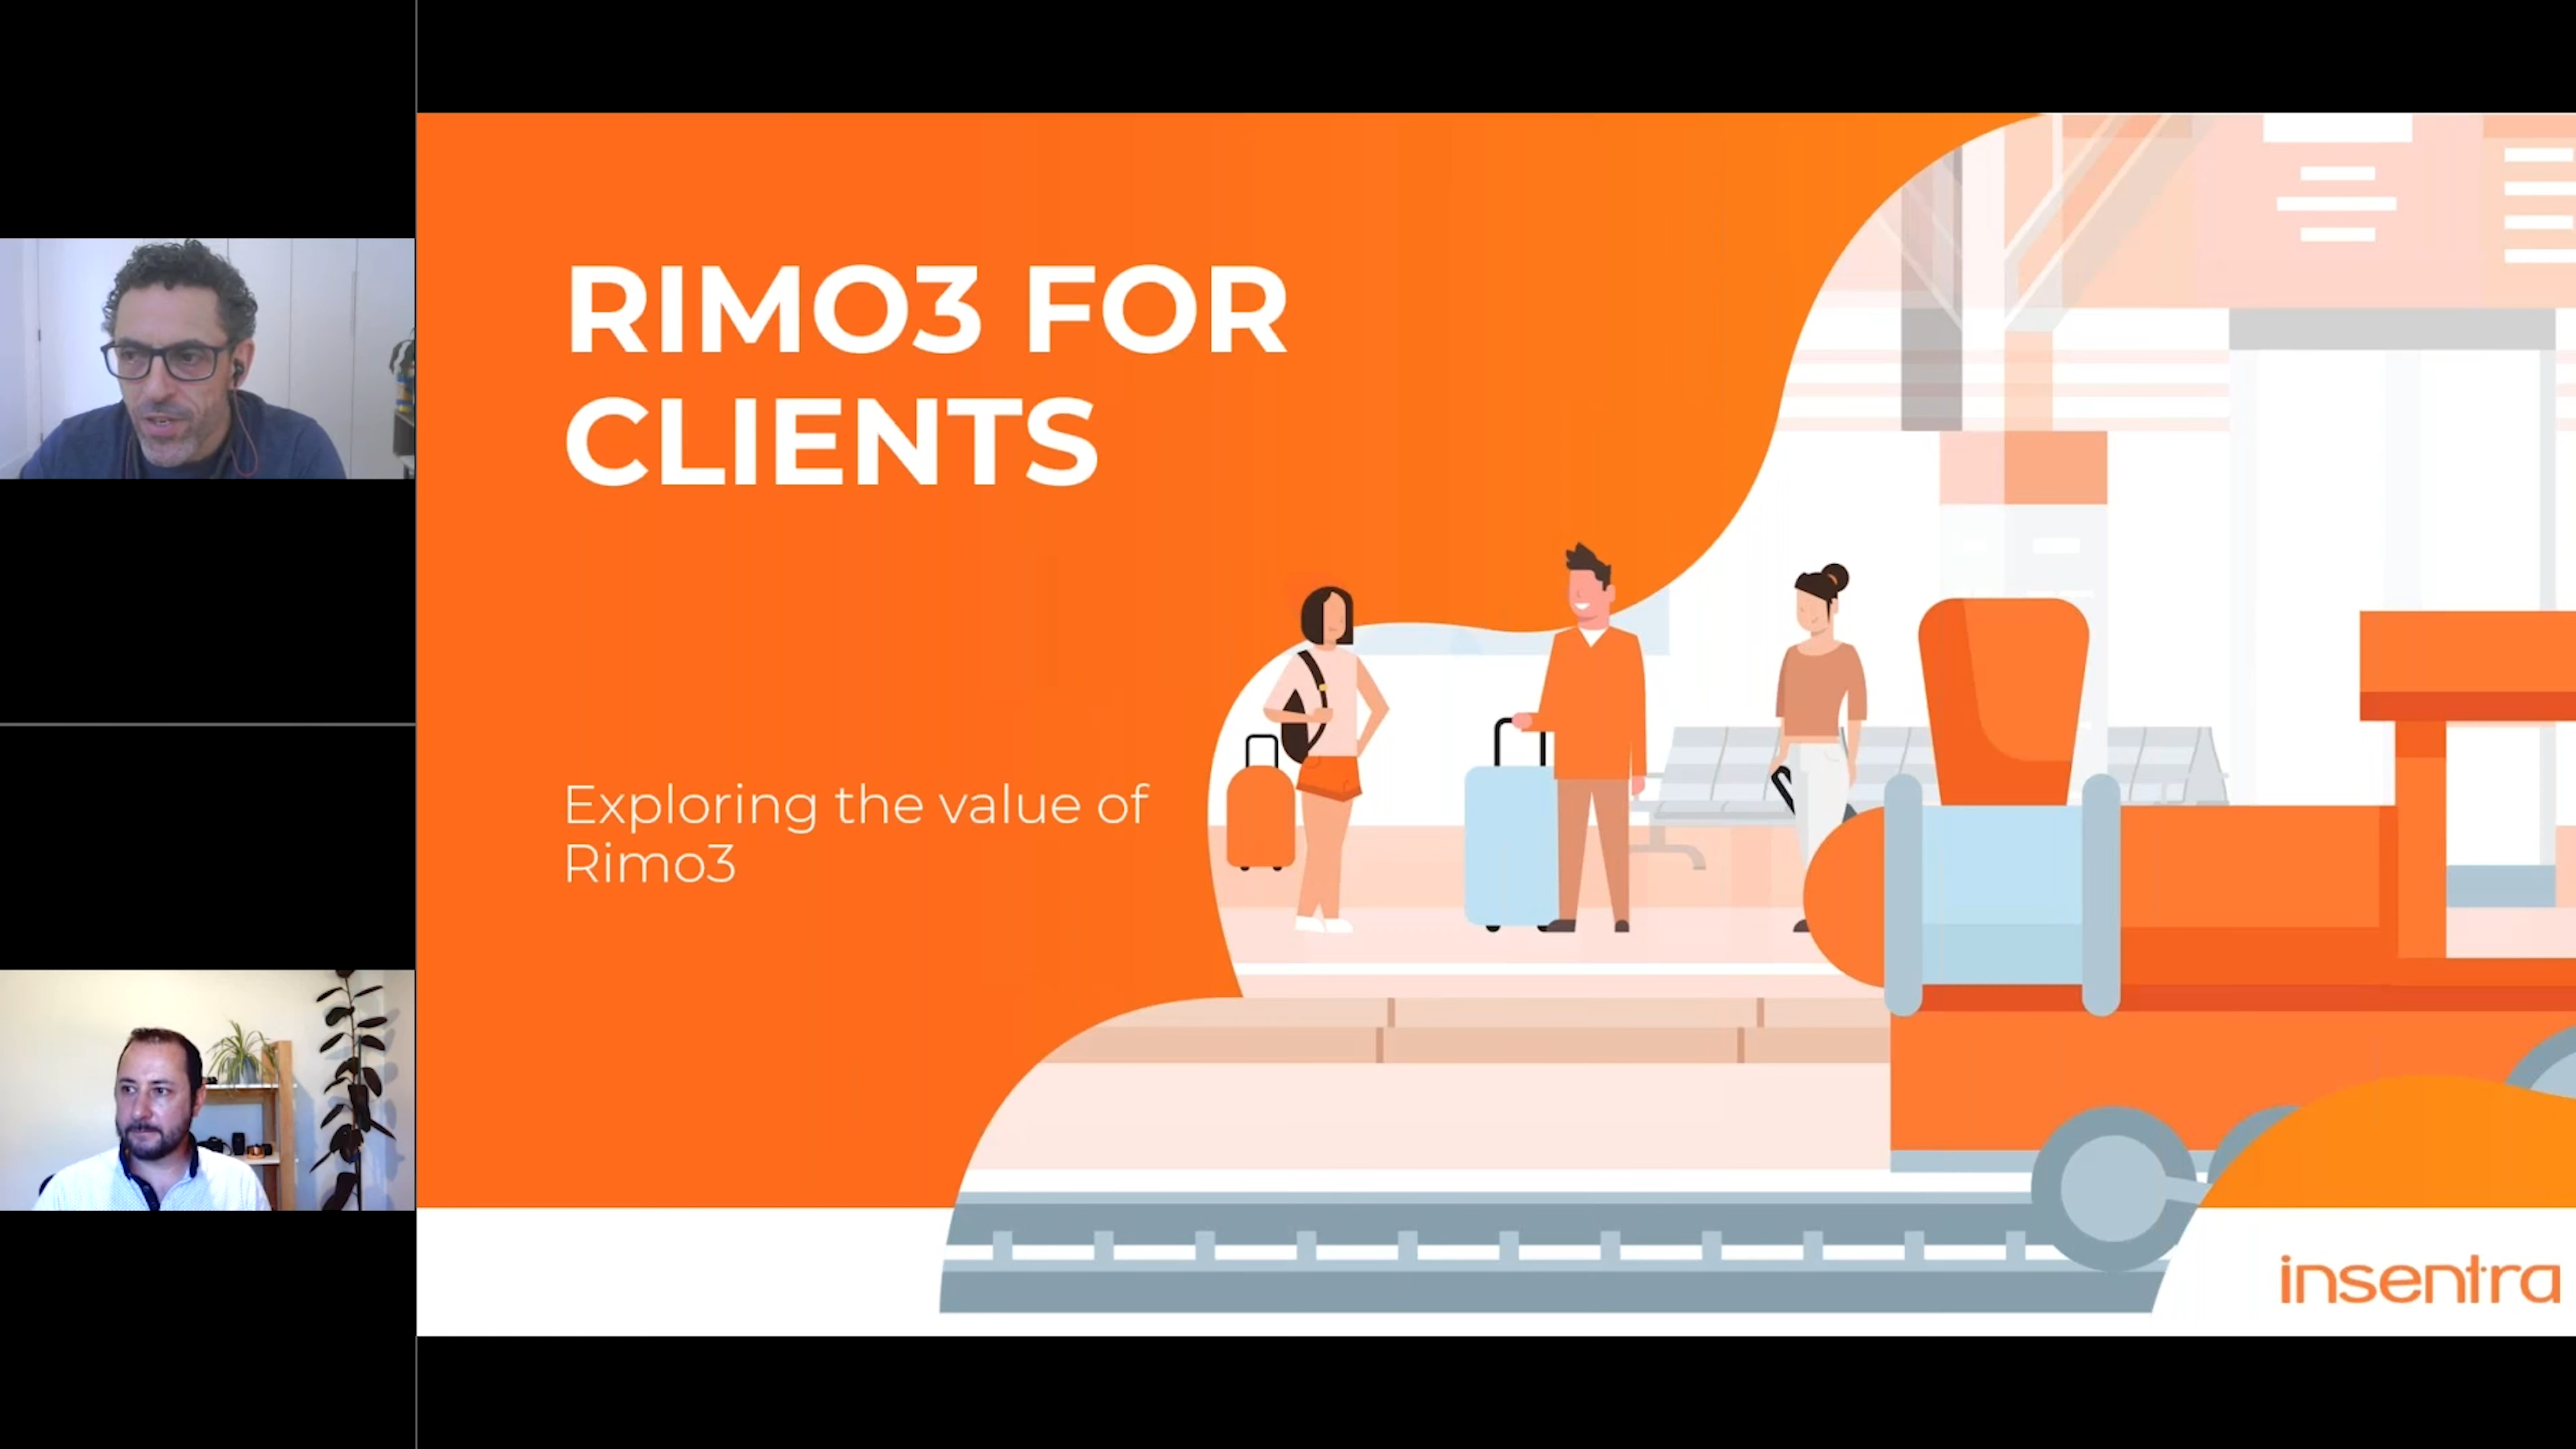 RIMO3 FOR
CLIENTS
Exploring the value of
Rimo3
insentra